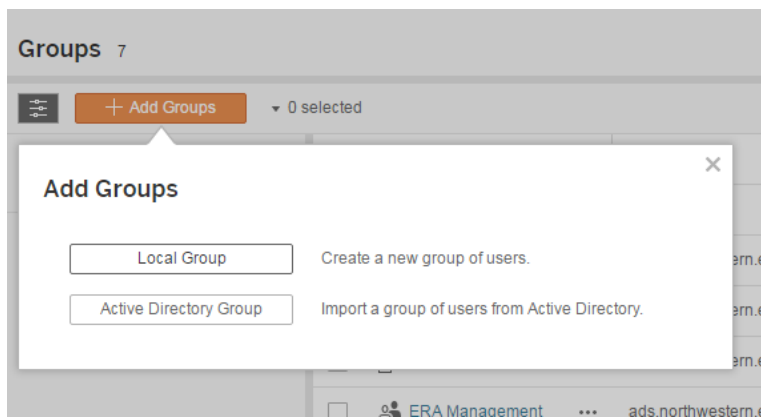 Groups 7
+ Add Groups
0 selected
Add Groups
×
Local Group Create a new group of users.
Active Directory Group Import a group of users from Active Directory.
ERA Management ••• ads.northwestern.e